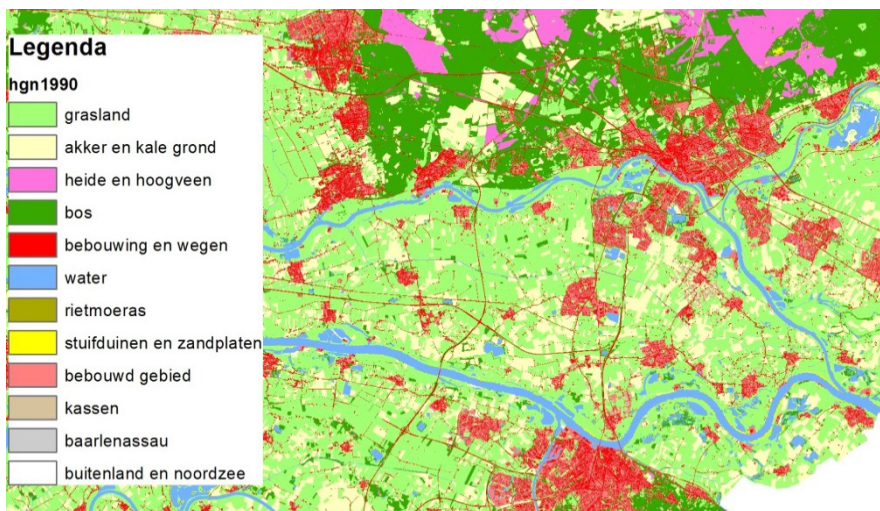 Legenda
hgn1990
grasland
akker en kale grond
heide en hoogveen
bos
bebouwing en wegen
water
rietmoeras
stuifduinen en zandplaten
bebouwd gebied
kassen
baarlenassau
buitenland en noordzee